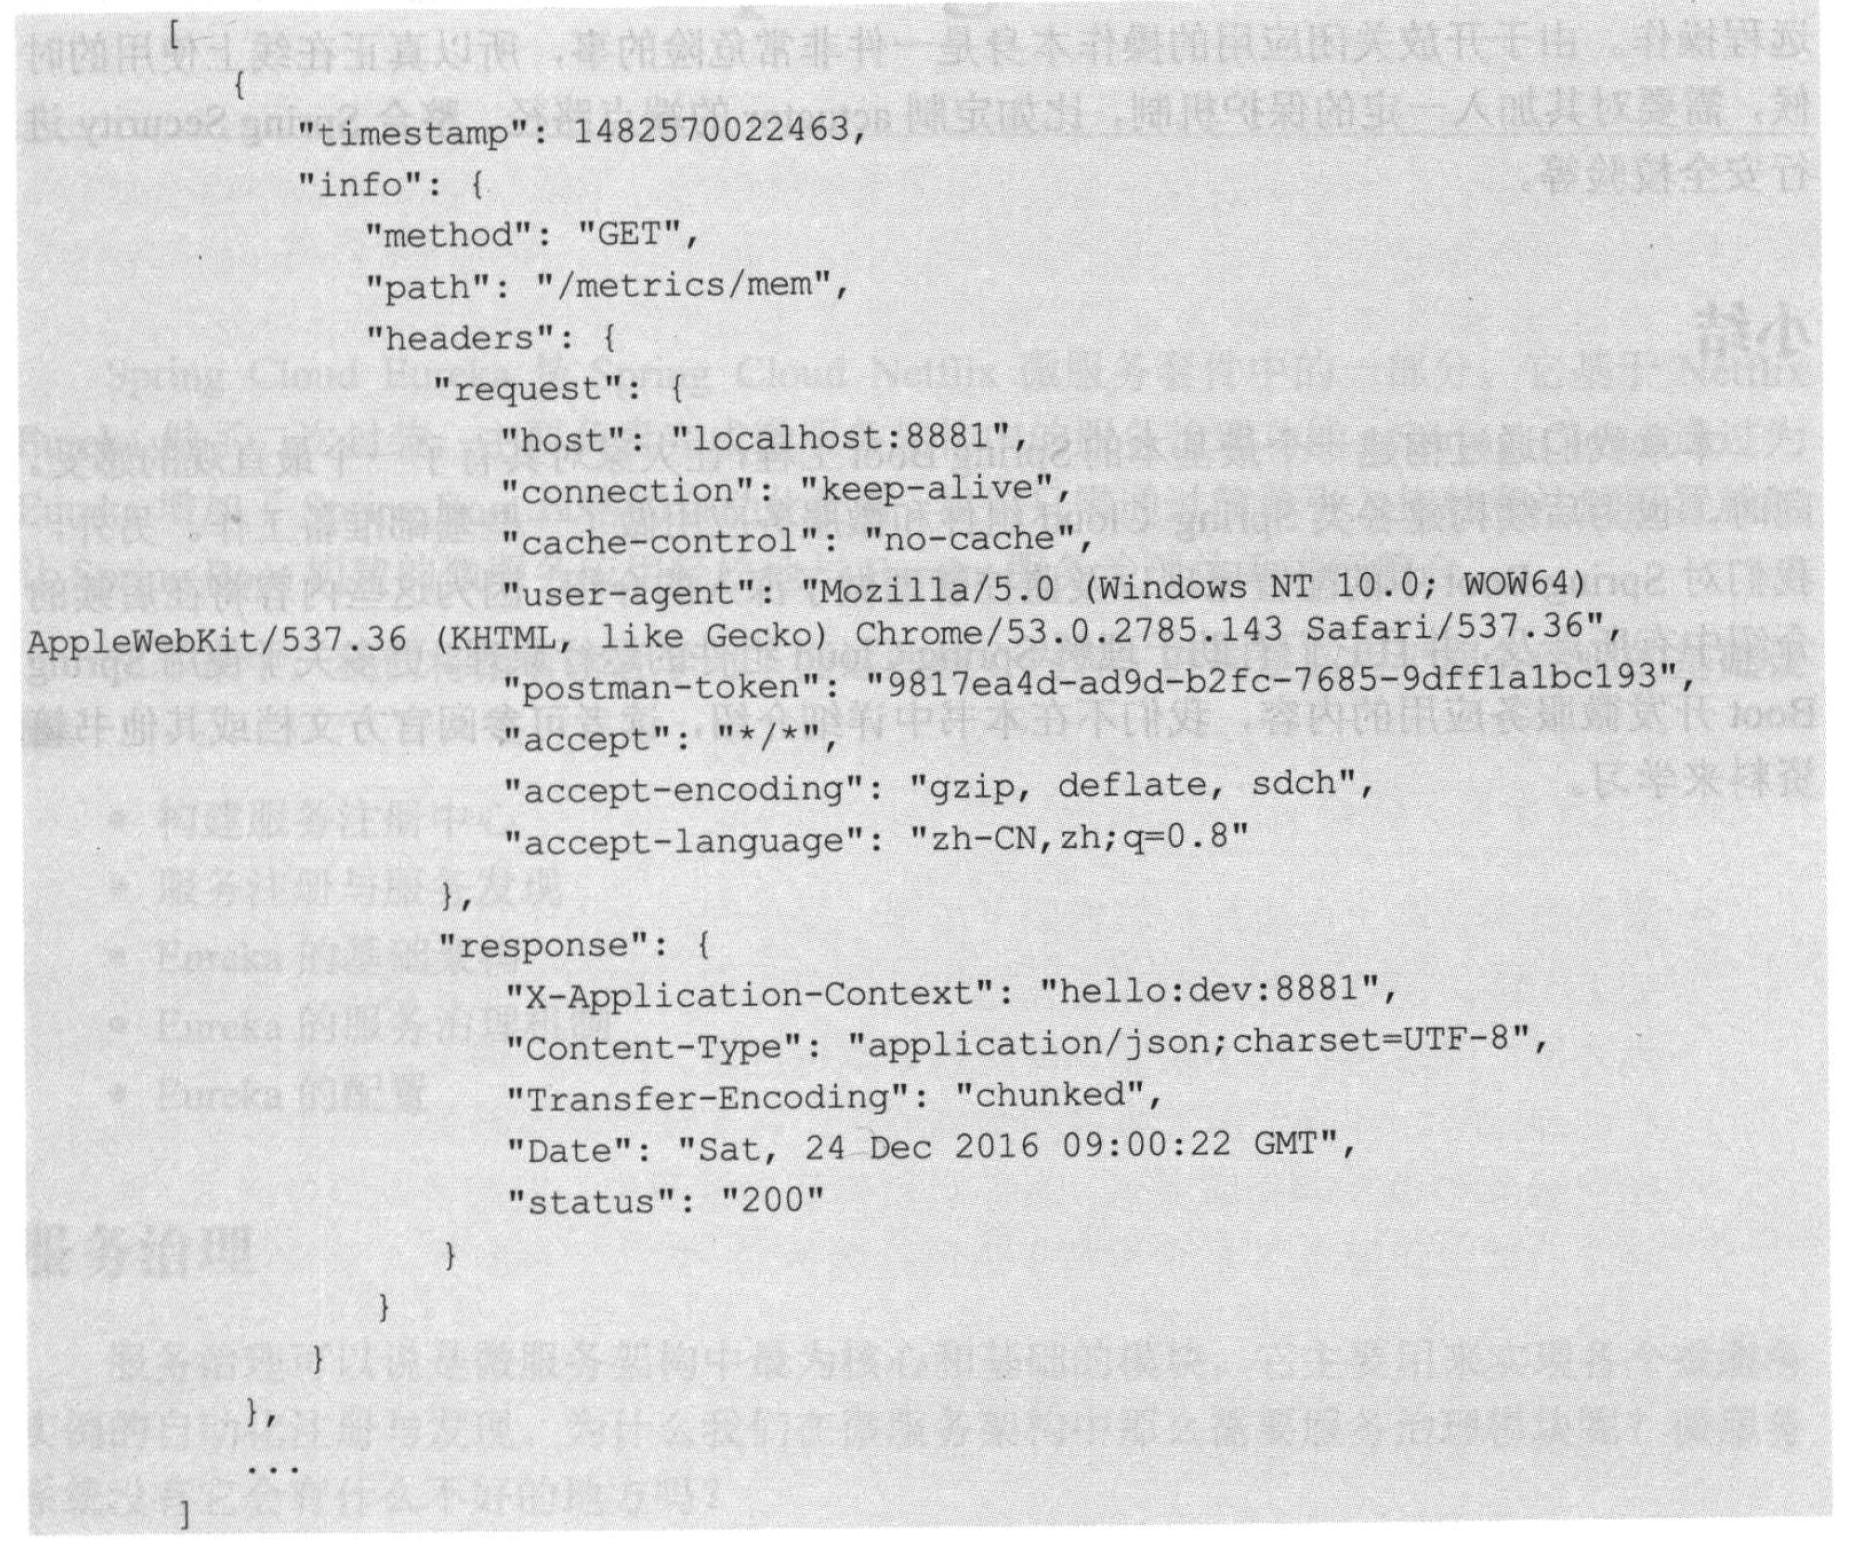 [
{
"timestamp": 1482570022463,
"info": {
"method": "GET",
"path": "/metrics/mem",
"headers": {
"request": {
"host": "localhost:8881",
"connection": "keep-alive",
"cache-control": "no-cache",
"user-agent": "Mozilla/5.0 (Windows NT 10.0; WOW64)
AppleWebKit/537.36 (KHTML, like Gecko) Chrome/53.0.2785.143 Safari/537.36",
"postman-token": "9817ea4d-ad9d-b2fc-7685-9dff1a1bc193",
"accept": "*/*",
"accept-encoding": "gzip, deflate, sdch",
"accept-language": "zh-CN,zh;q=0.8"
},
"response": {
"X-Application-Context": "hello:dev:8881",
"Content-Type": "application/json;charset=UTF-8",
"Transfer-Encoding": "chunked",
"Date": "Sat, 24 Dec 2016 09:00:22 GMT",
"status": "200"
}
}
}
},
...
]